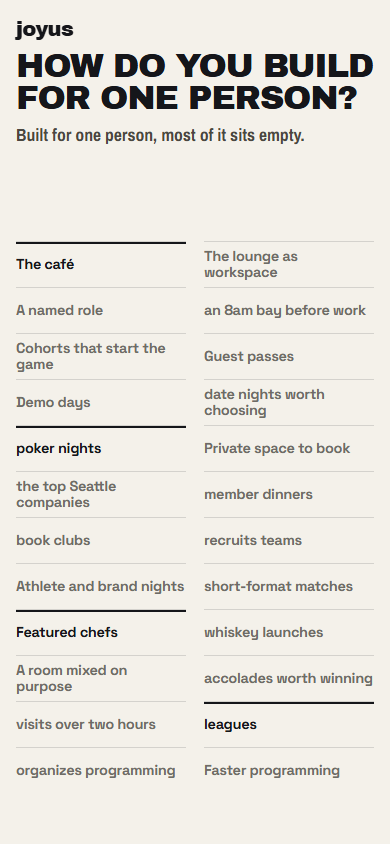 joyus
HOW DO YOU BUILD
FOR ONE PERSON?
Built for one person, most of it sits empty.
The café
A named role
Cohorts that start the
game
Demo days
poker nights
the top Seattle
companies
book clubs
Athlete and brand nights
Featured chefs
A room mixed on
purpose
visits over two hours
organizes programming
The lounge as
workspace
an 8am bay before work
Guest passes
date nights worth
choosing
Private space to book
member dinners
recruits teams
short-format matches
whiskey launches
accolades worth winning
leagues
Faster programming